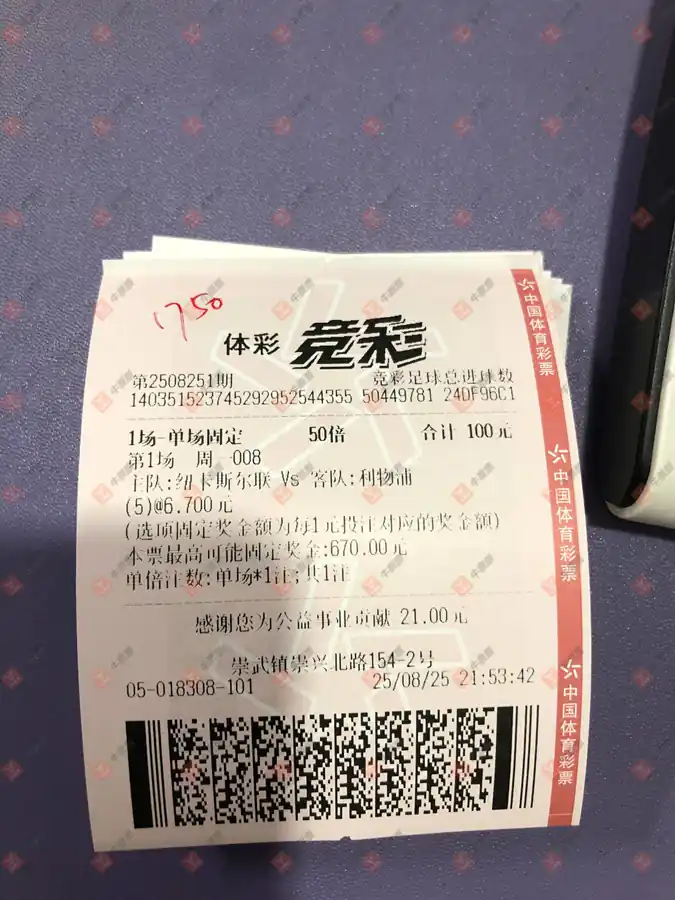 1750
体彩 竞彩
第2508251期 竞彩足球总进球数
140351523745292952544355 50449781 24DF96C1
1场-单场固定 50倍 合计 100元
第1场 周 008
主队:纽卡斯尔联 Vs 客队:利物浦
(5)@6.700元
(选项固定奖金额为每1元投注对应的奖金额)
本票最高可能固定奖金:670.00元
单倍注数:单场*1注;共1注
感谢您为公益事业贡献 21.00元
崇武镇崇兴北路154-2号
05-018308-101 25/08/25 21:53:42
中国体育彩票
中国体育彩票
中国体育彩票